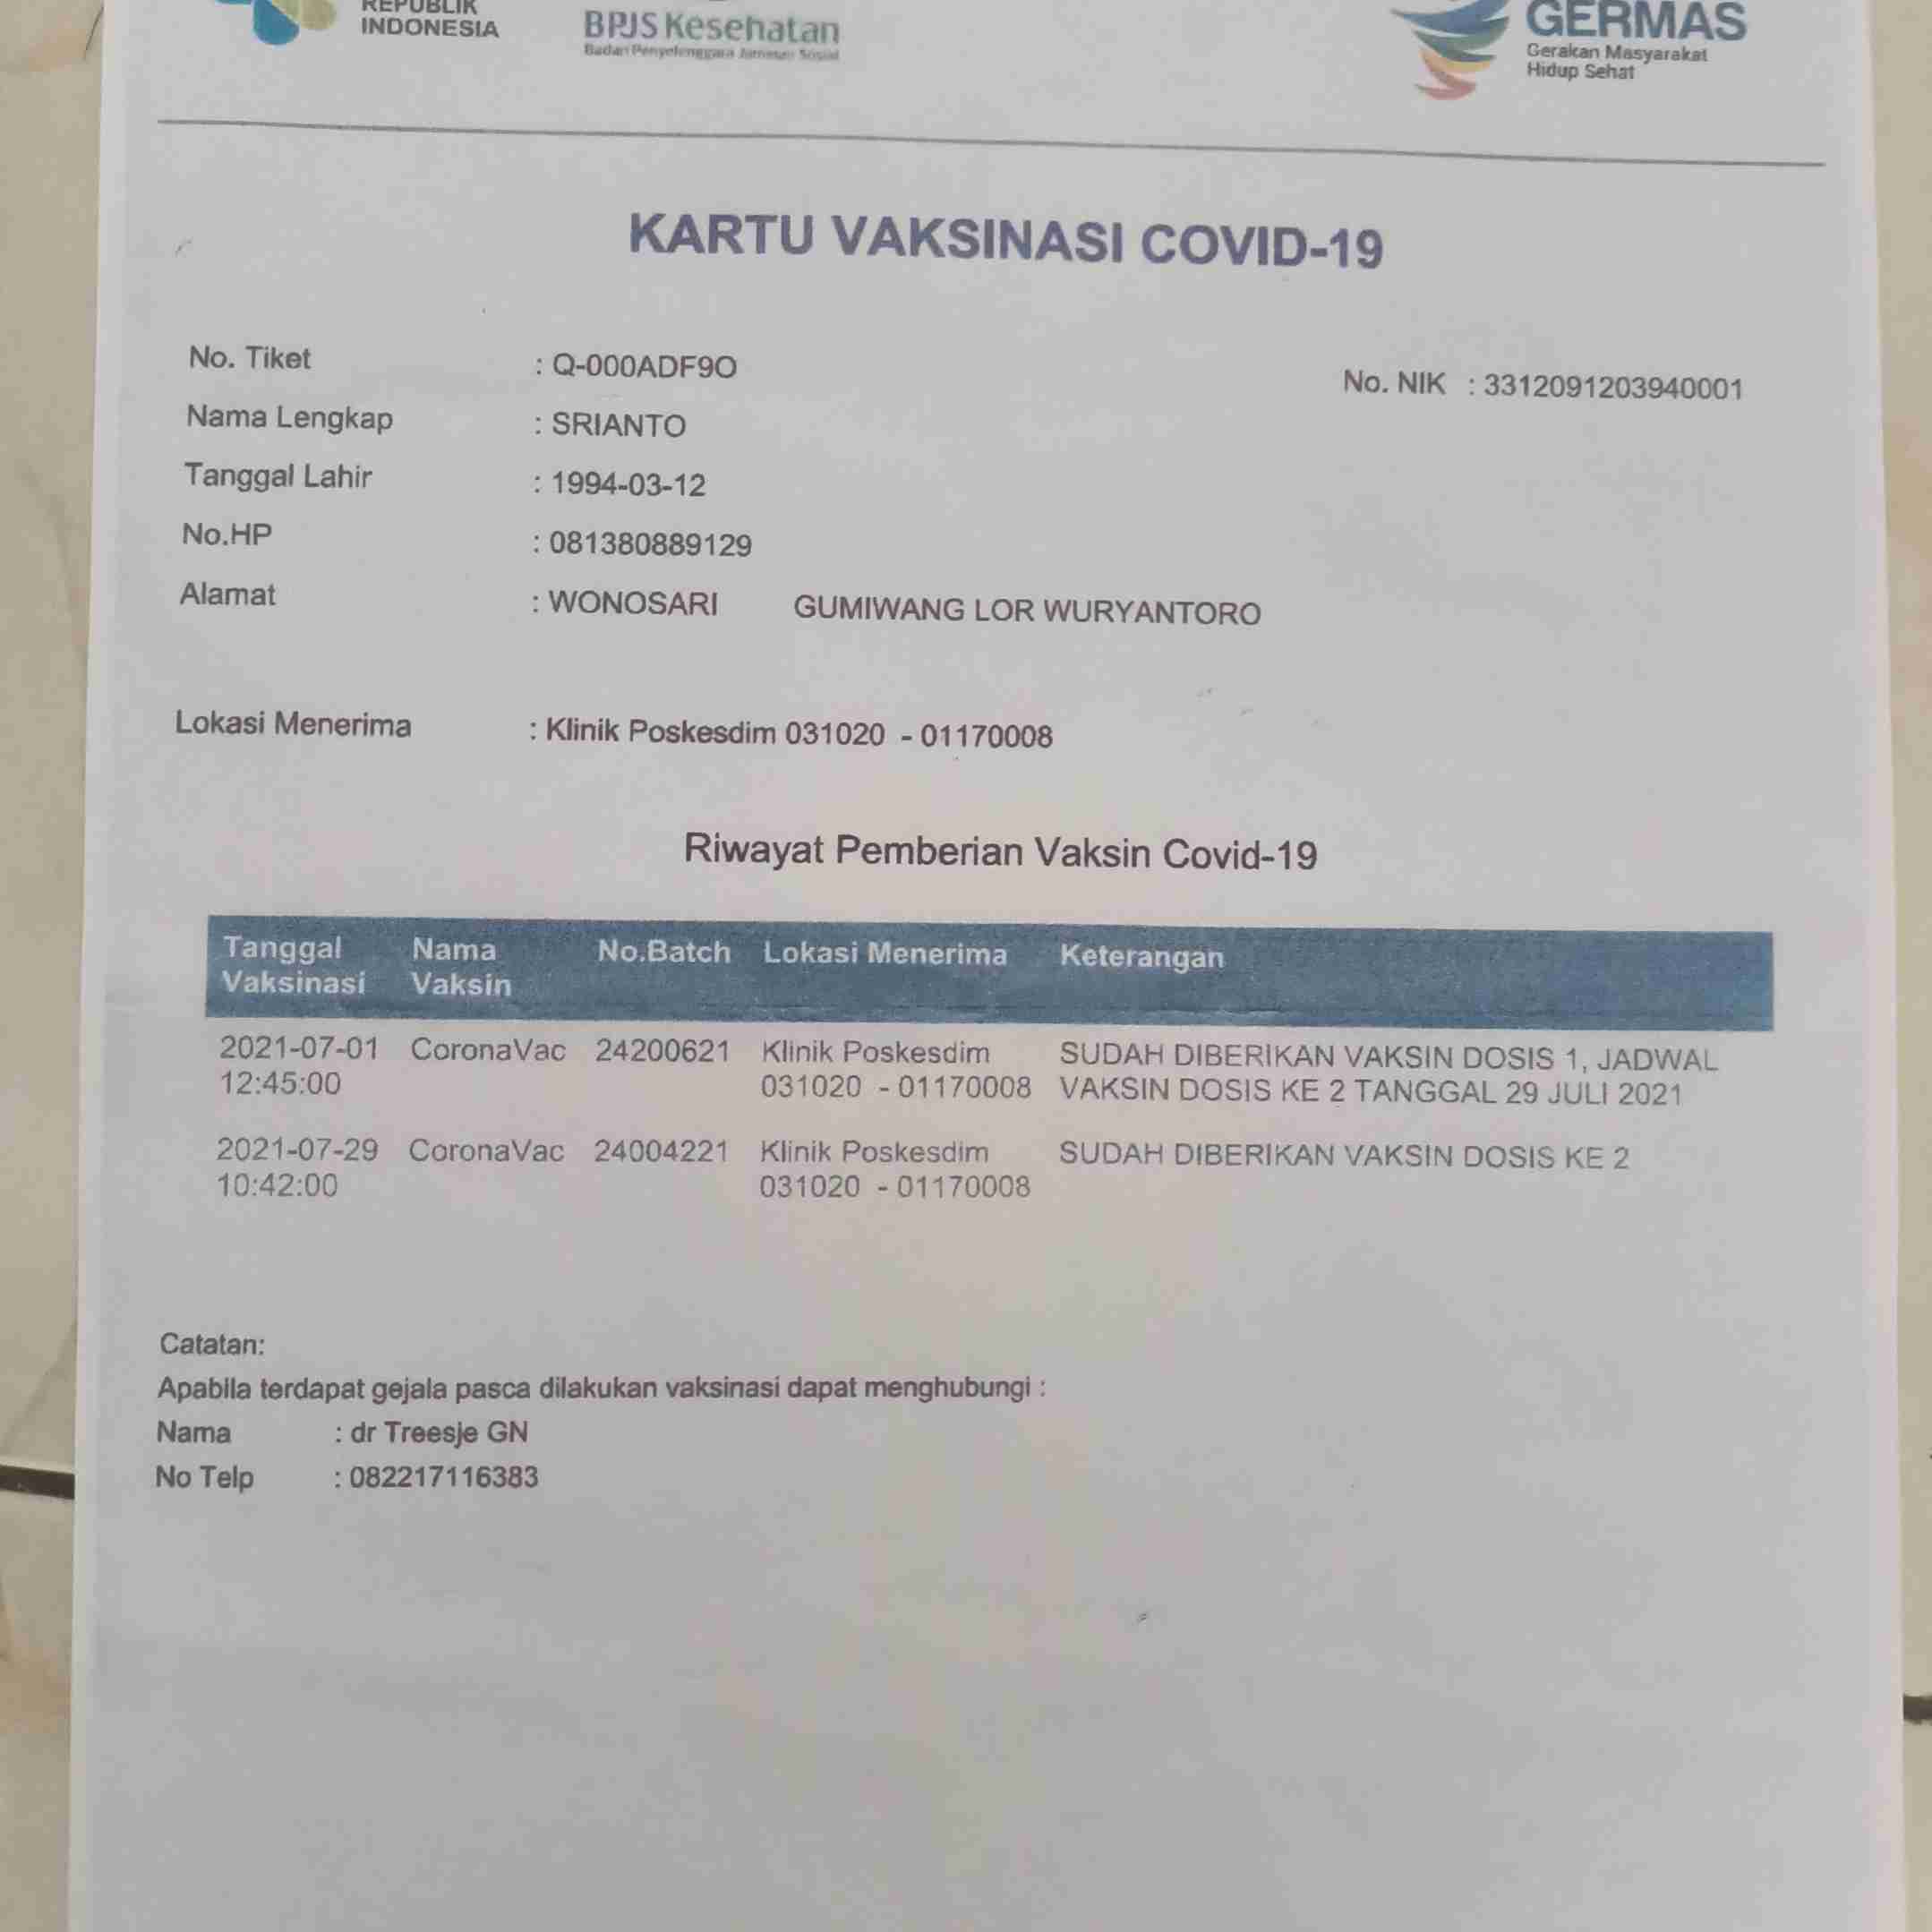 REPUBLIK
INDONESIA
BPJS Kesehatan
Badan Penyelenggara Jaminan Sosial
GERMAS
Gerakan Masyarakat
Hidup Sehat
KARTU VAKSINASI COVID-19
No. Tiket : Q-000ADF9O
No. NIK : 3312091203940001
Nama Lengkap : SRIANTO
Tanggal Lahir : 1994-03-12
No.HP : 081380889129
Alamat : WONOSARI GUMIWANG LOR WURYANTORO
Lokasi Menerima : Klinik Poskesdim 031020 - 01170008
Riwayat Pemberian Vaksin Covid-19
Tanggal Nama No.Batch Lokasi Menerima Keterangan
Vaksinasi Vaksin
2021-07-01 CoronaVac 24200621 Klinik Poskesdim SUDAH DIBERIKAN VAKSIN DOSIS 1, JADWAL
12:45:00 031020 - 01170008 VAKSIN DOSIS KE 2 TANGGAL 29 JULI 2021
2021-07-29 CoronaVac 24004221 Klinik Poskesdim SUDAH DIBERIKAN VAKSIN DOSIS KE 2
10:42:00 031020 - 01170008
Catatan:
Apabila terdapat gejala pasca dilakukan vaksinasi dapat menghubungi :
Nama : dr Treesje GN
No Telp : 082217116383